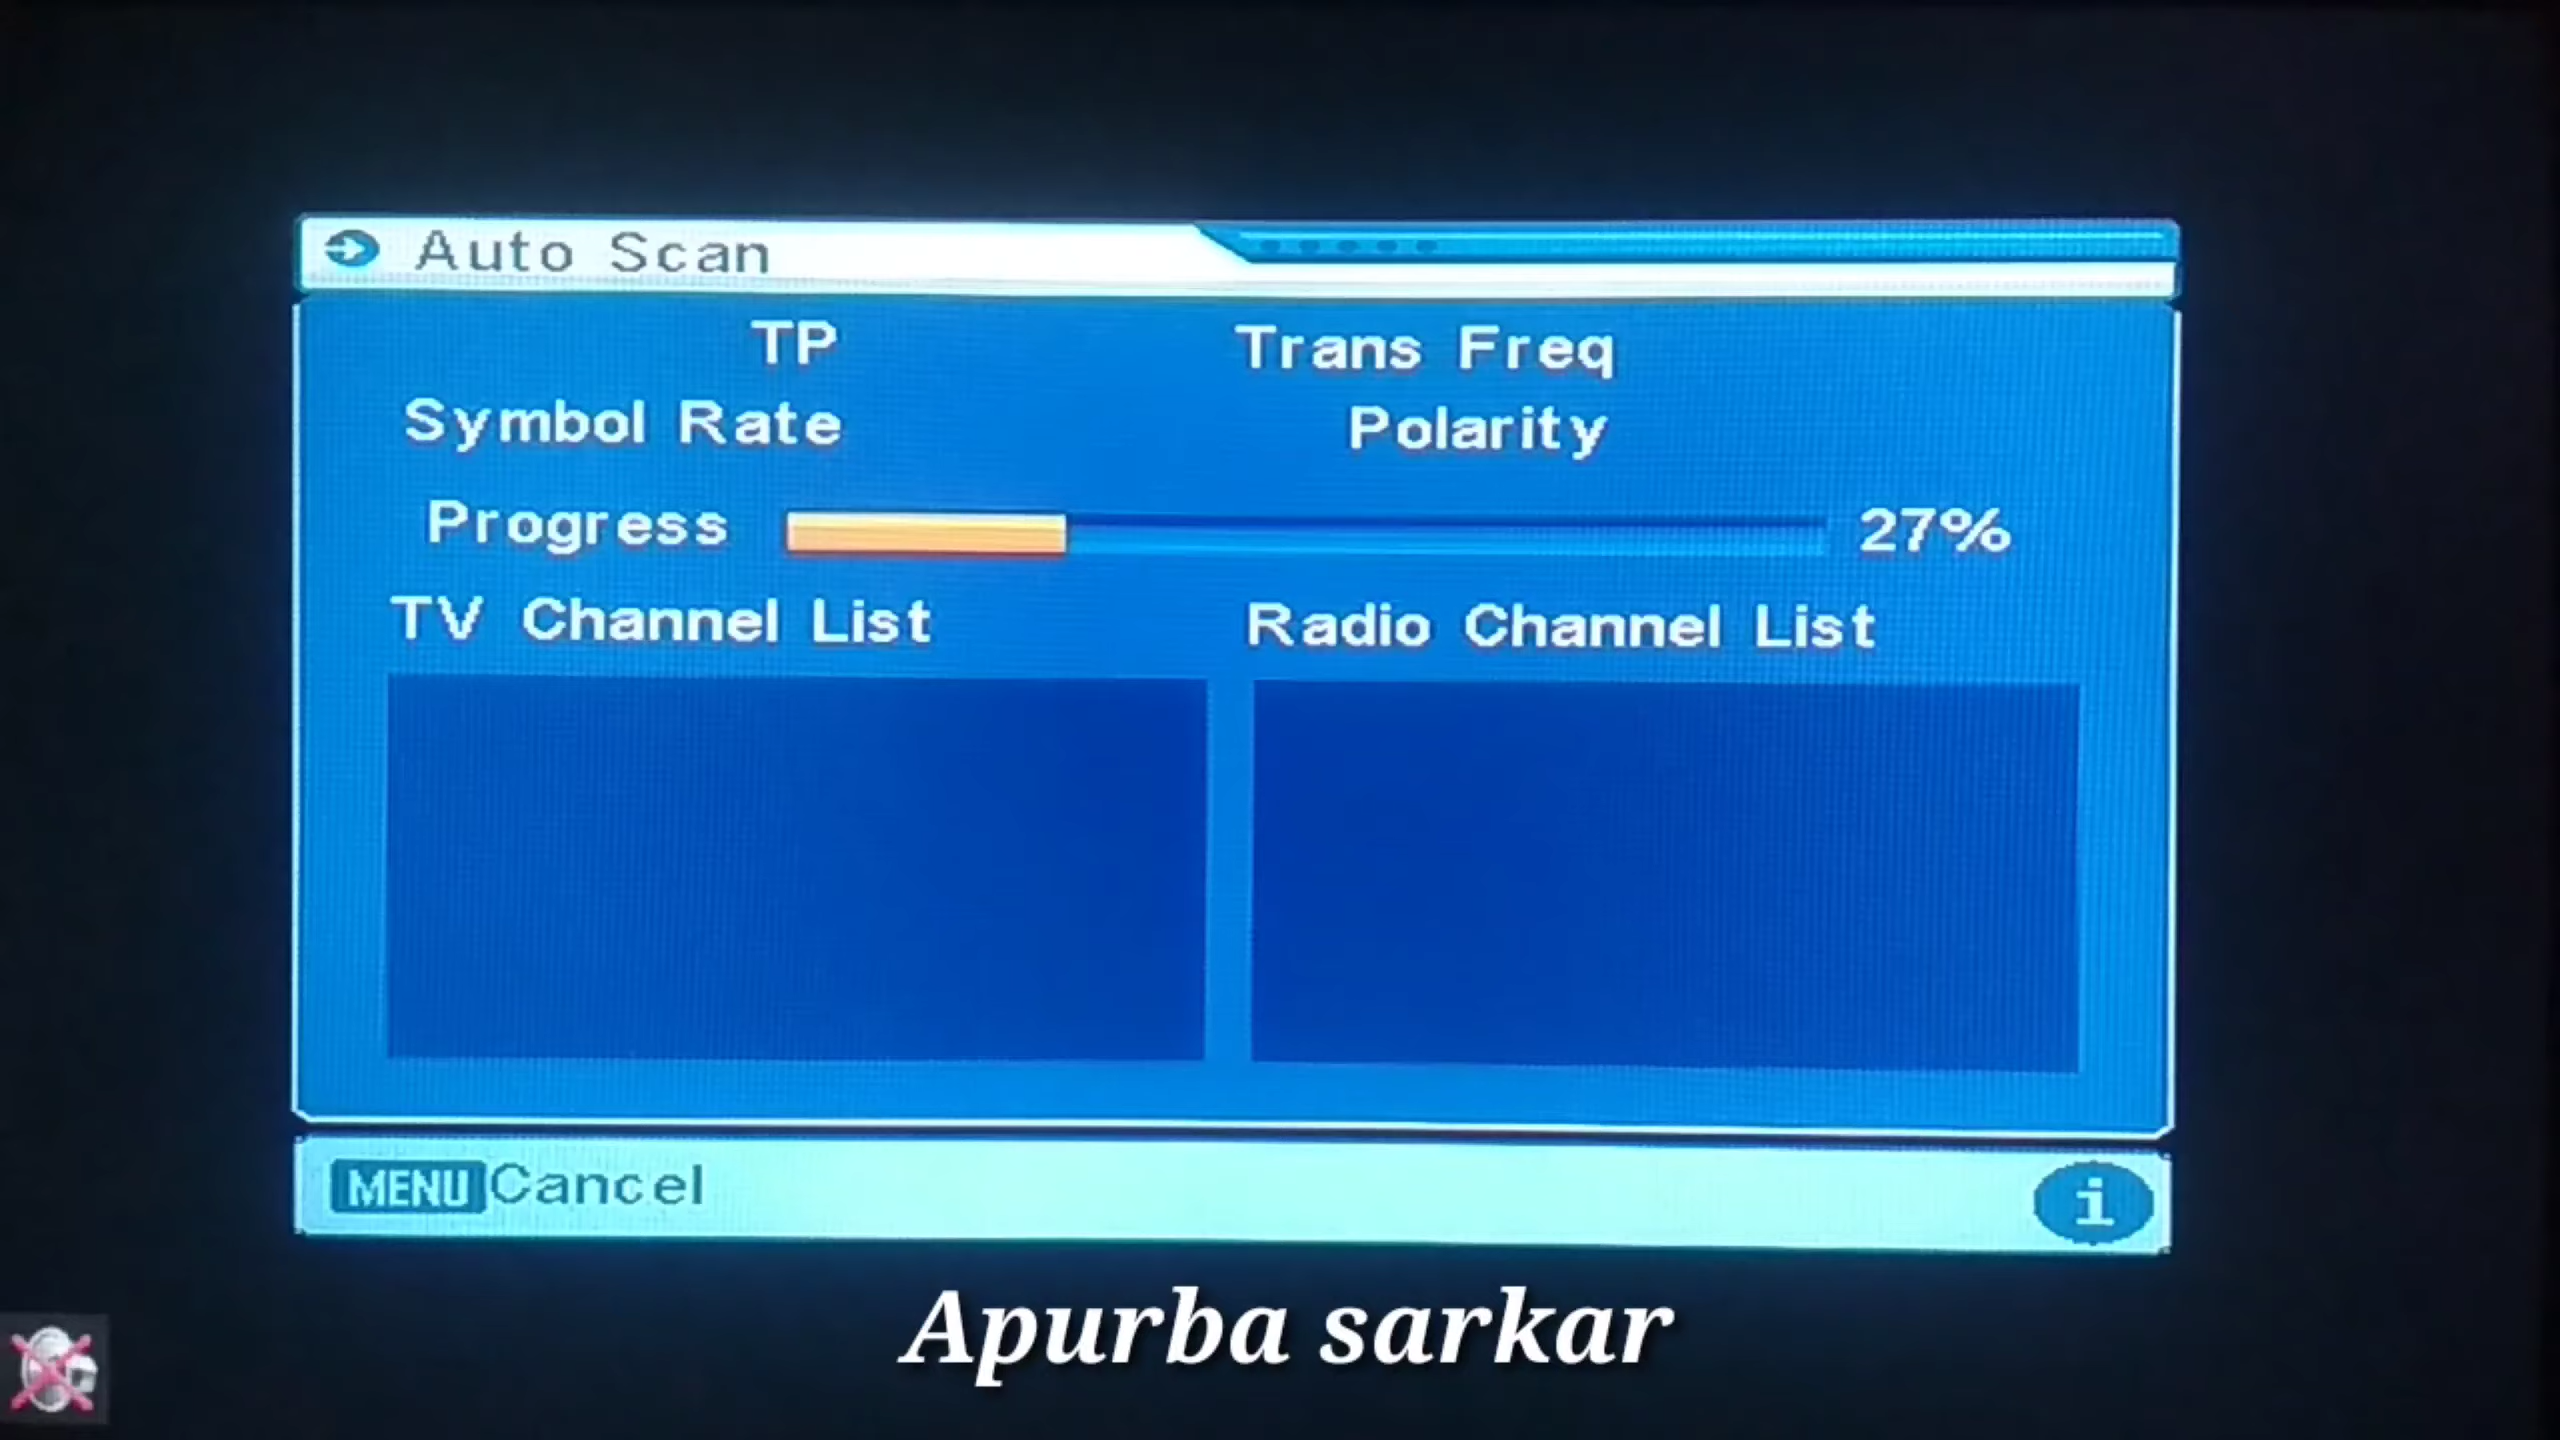 Auto Scan
TP Trans Freq
Symbol Rate Polarity
Progress 27%
TV Channel List Radio Channel List
MENU Cancel i
Apurba sarkar